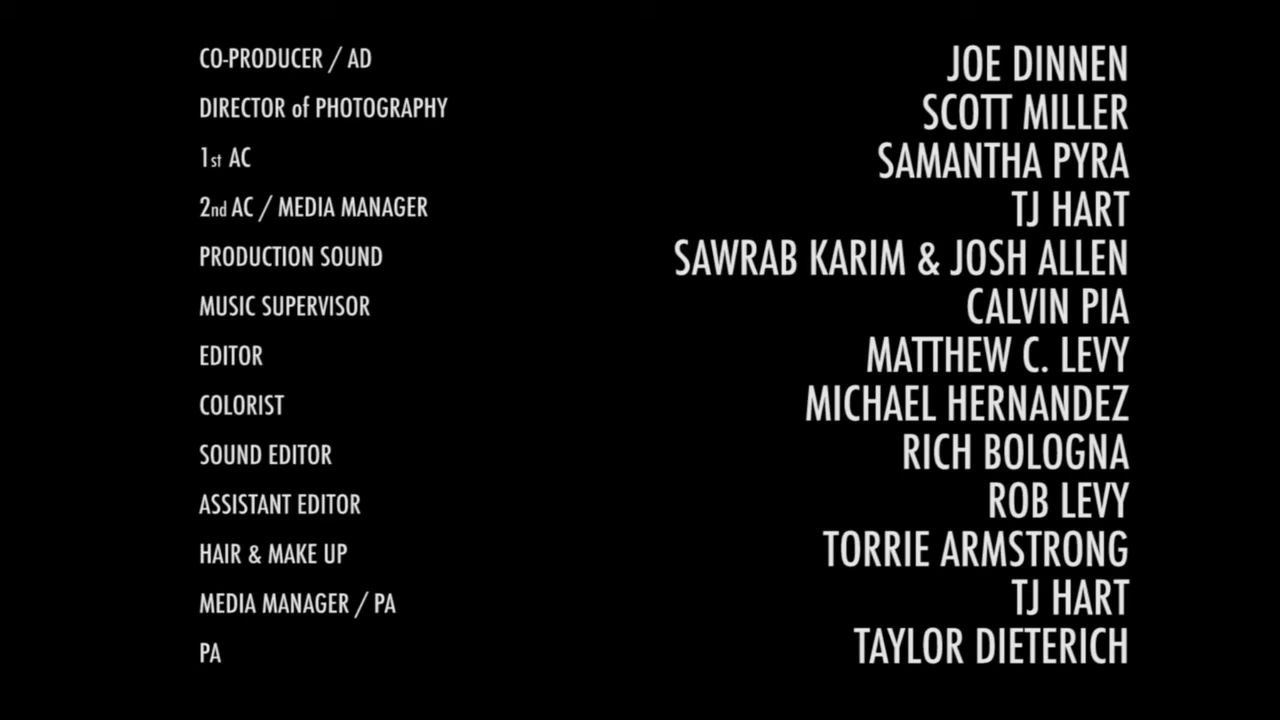 CO-PRODUCER / AD JOE DINNEN
DIRECTOR of PHOTOGRAPHY SCOTT MILLER
1st AC SAMANTHA PYRA
2nd AC / MEDIA MANAGER TJ HART
PRODUCTION SOUND SAWRAB KARIM & JOSH ALLEN
MUSIC SUPERVISOR CALVIN PIA
EDITOR MATTHEW C. LEVY
COLORIST MICHAEL HERNANDEZ
SOUND EDITOR RICH BOLOGNA
ASSISTANT EDITOR ROB LEVY
HAIR & MAKE UP TORRIE ARMSTRONG
MEDIA MANAGER / PA TJ HART
PA TAYLOR DIETERICH